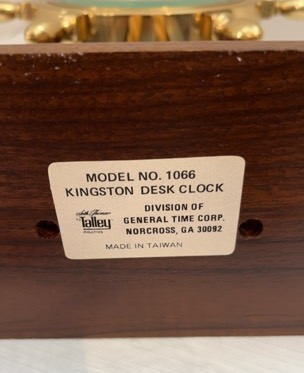 MODEL NO. 1066
KINGSTON DESK CLOCK
Seth Thomas
Talley
INDUSTRIES
DIVISION OF
GENERAL TIME CORP.
NORCROSS, GA 30092
MADE IN TAIWAN